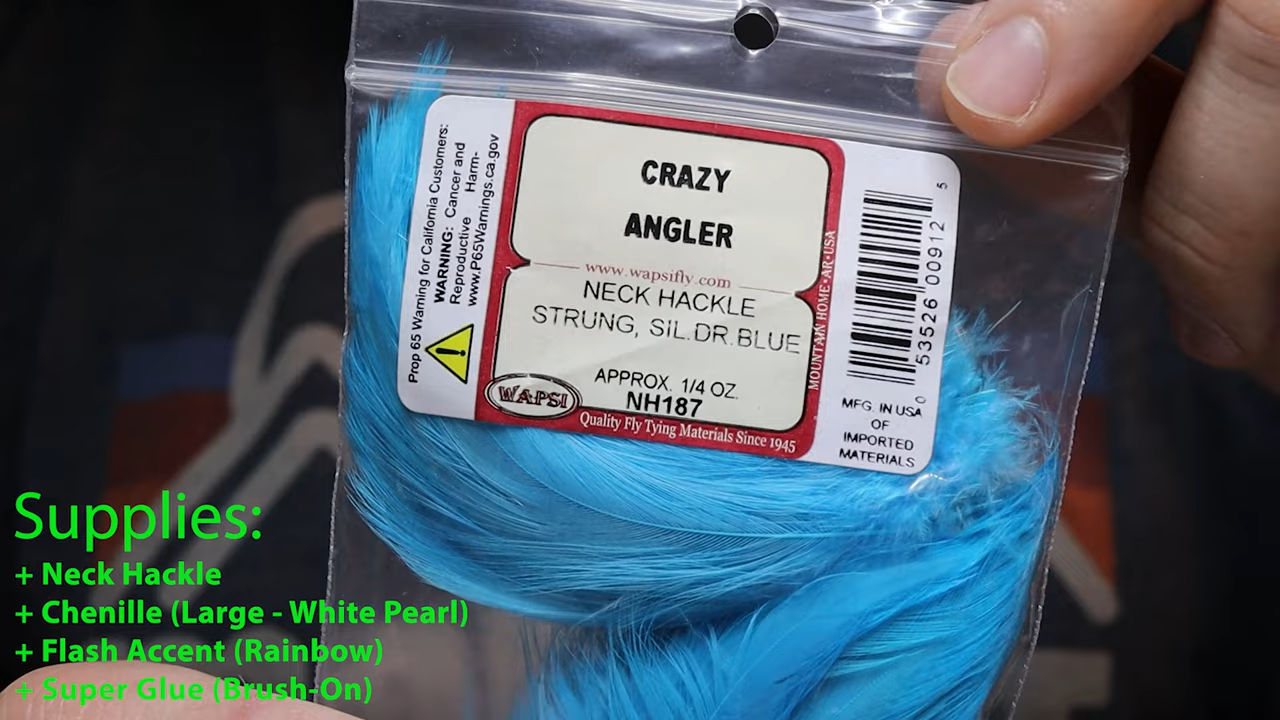 Prop 65 Warning for California Customers:
WARNING: Cancer and
Reproductive Harm-
www.P65Warnings.ca.gov
CRAZY
ANGLER
www.wapsifly.com
NECK HACKLE
STRUNG, SIL.DR.BLUE
APPROX. 1/4 OZ.
NH187
WAPSI
Quality Fly Tying Materials Since 1945
MOUNTAIN HOME • AR • USA
0 53526 00912 5
MFG. IN USA
OF
IMPORTED
MATERIALS
Supplies:
+ Neck Hackle
+ Chenille (Large - White Pearl)
+ Flash Accent (Rainbow)
+ Super Glue (Brush-On)